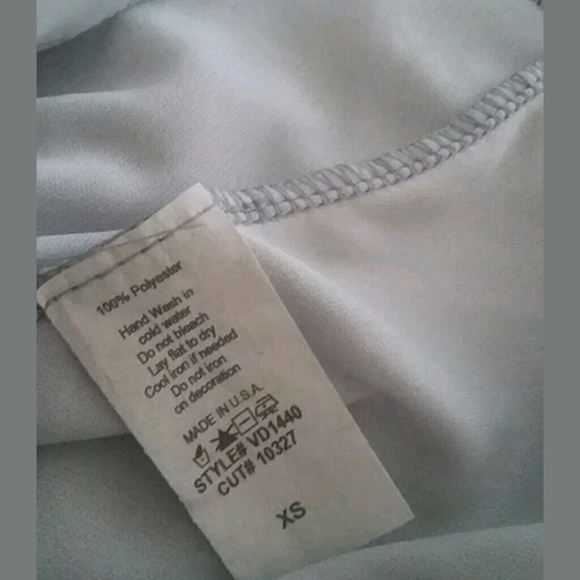 100% Polyester
Hand Wash in
cold water
Do not bleach
Lay flat to dry
Cool iron if needed
Do not iron
on decoration
MADE IN U.S.A.
STYLE# VD1440
CUT# 10327
XS